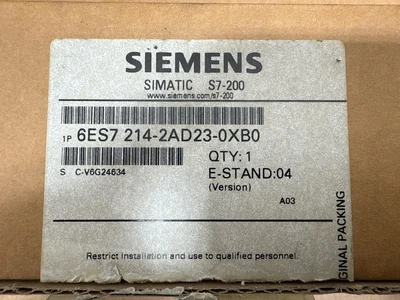 SIEMENS
SIMATIC S7-200
www.siemens.com/s7-200
1P 6ES7 214-2AD23-0XB0
QTY: 1
S C-V6G24634
E-STAND:04
(Version)
A03
Restrict Installation and use to qualified personnel.
GINAL PACKING